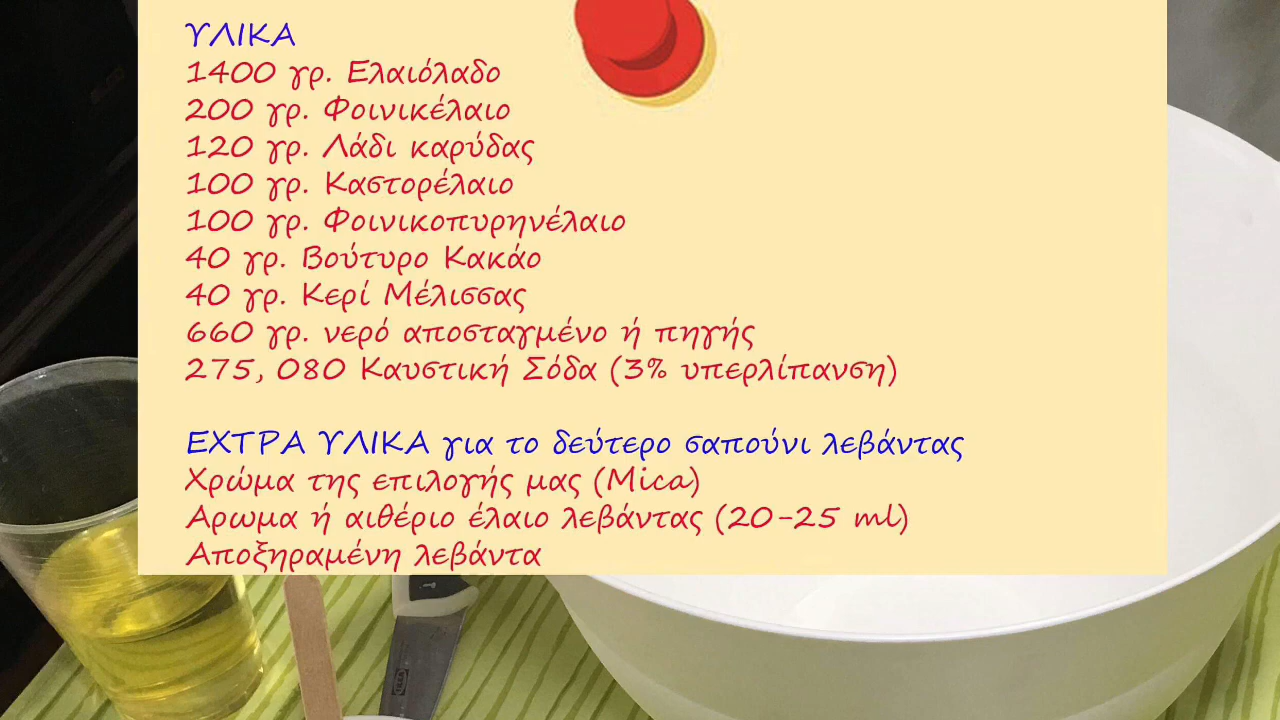 ΥΛΙΚΑ
1400 γρ. Ελαιόλαδο
200 γρ. Φοινικέλαιο
120 γρ. Λάδι καρύδας
100 γρ. Καστορέλαιο
100 γρ. Φοινικοπυρηνέλαιο
40 γρ. Βούτυρο Κακάο
40 γρ. Κερί Μέλισσας
660 γρ. νερό αποσταγμένο ή πηγής
275, 080 Καυστική Σόδα (3% υπερλίπανση)
ΕΧΤΡΑ ΥΛΙΚΑ για το δεύτερο σαπούνι λεβάντας
Χρώμα της επιλογής μας (Mica)
Αρωμα ή αιθέριο έλαιο λεβάντας (20-25 ml)
Αποξηραμένη λεβάντα
IKEA